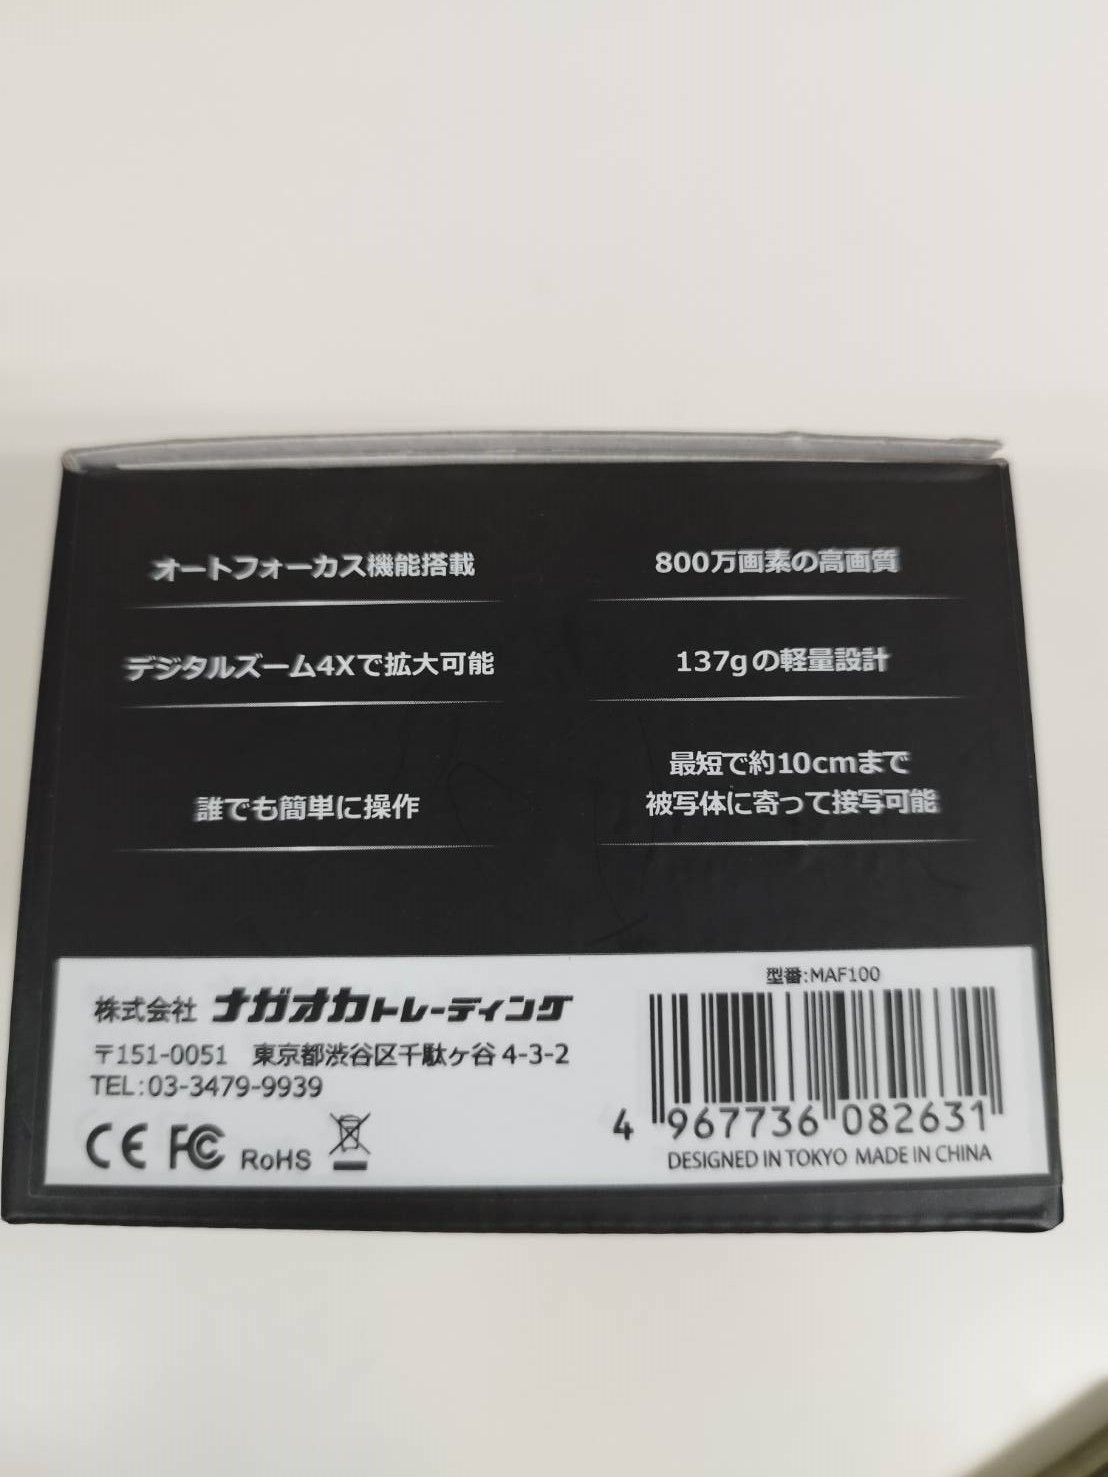 オートフォーカス機能搭載
800万画素の高画質
デジタルズーム4Xで拡大可能
137gの軽量設計
誰でも簡単に操作
最短で約10cmまで
被写体に寄って接写可能
株式会社 ナガオカトレーディング
〒151-0051 東京都渋谷区千駄ヶ谷4-3-2
TEL:03-3479-9939
CE FC RoHS
型番:MAF100
4 967736 082631
DESIGNED IN TOKYO MADE IN CHINA